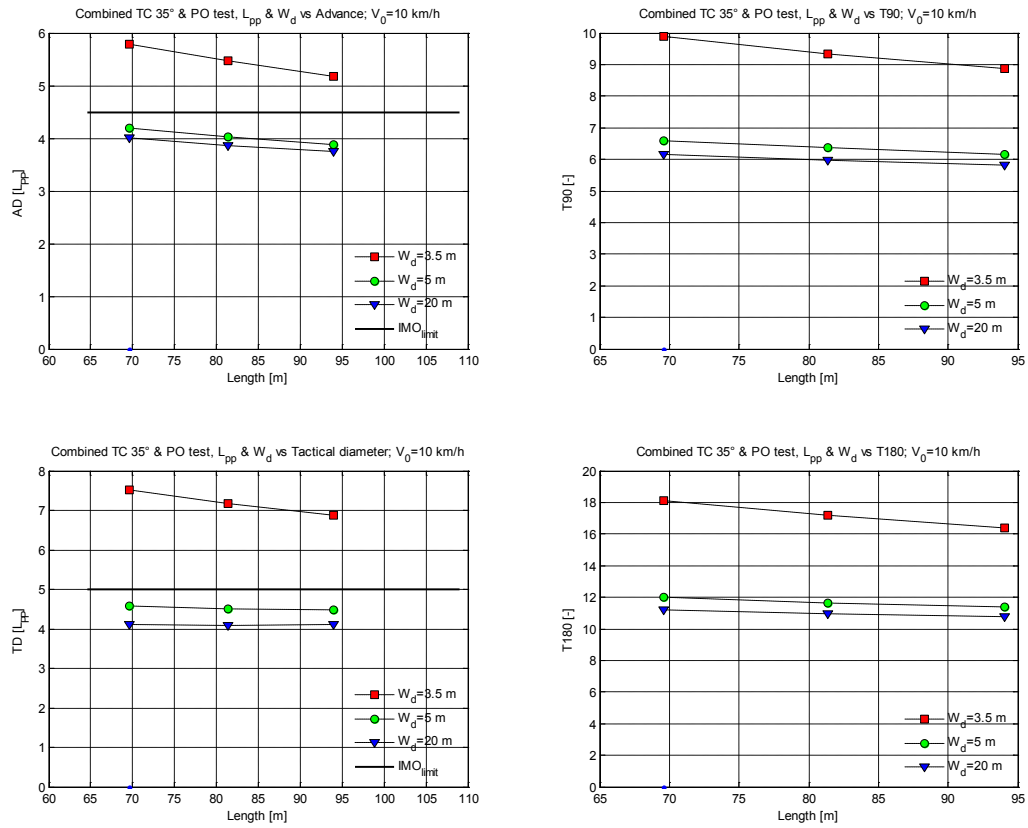 Combined TC 35° & PO test, Lpp & Wd vs Advance; V0=10 km/h
6
5
4
3
2
1
0
AD [Lpp]
60 65 70 75 80 85 90 95 100 105 110
Length [m]
Wd=3.5 m
Wd=5 m
Wd=20 m
IMOlimit
Combined TC 35° & PO test, Lpp & Wd vs T90; V0=10 km/h
10
9
8
7
6
5
4
3
2
1
0
T90 [-]
65 70 75 80 85 90 95
Length [m]
Wd=3.5 m
Wd=5 m
Wd=20 m
Combined TC 35° & PO test, Lpp & Wd vs Tactical diameter; V0=10 km/h
8
7
6
5
4
3
2
1
0
TD [Lpp]
60 65 70 75 80 85 90 95 100 105 110
Length [m]
Wd=3.5 m
Wd=5 m
Wd=20 m
IMOlimit
Combined TC 35° & PO test, Lpp & Wd vs T180; V0=10 km/h
20
18
16
14
12
10
8
6
4
2
0
T180 [-]
65 70 75 80 85 90 95
Length [m]
Wd=3.5 m
Wd=5 m
Wd=20 m